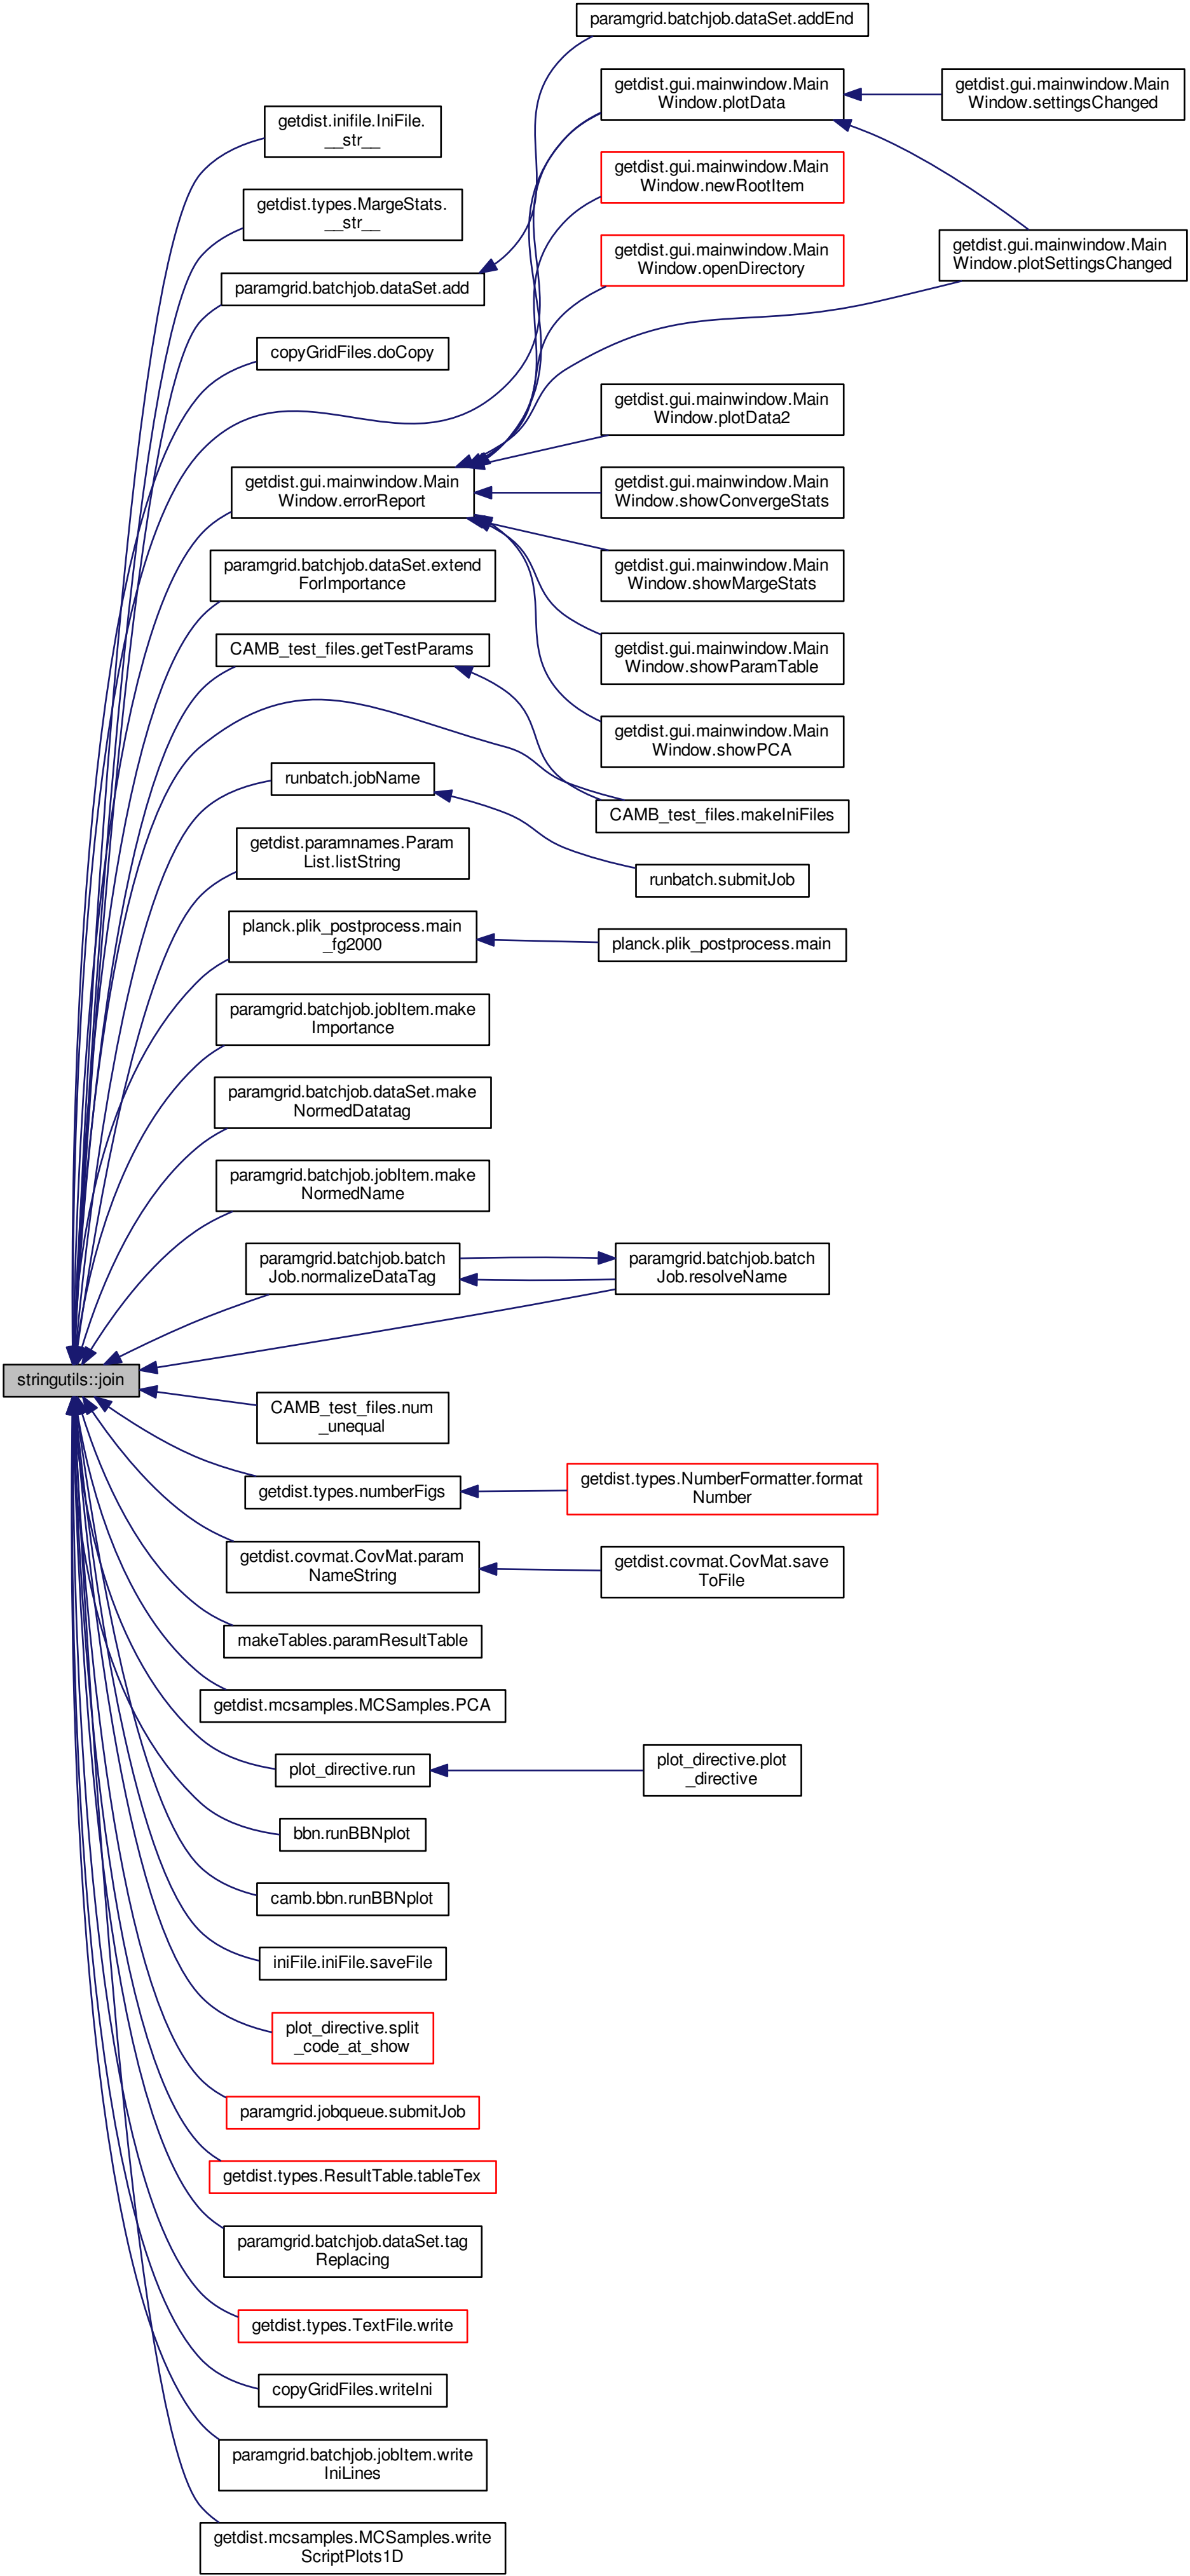 paramgrid.batchjob.dataSet.addEnd
getdist.gui.mainwindow.Main
Window.plotData
getdist.gui.mainwindow.Main
Window.settingsChanged
getdist.inifile.IniFile.
__str__
getdist.gui.mainwindow.Main
Window.newRootItem
getdist.types.MargeStats.
__str__
getdist.gui.mainwindow.Main
Window.openDirectory
getdist.gui.mainwindow.Main
Window.plotSettingsChanged
paramgrid.batchjob.dataSet.add
copyGridFiles.doCopy
getdist.gui.mainwindow.Main
Window.plotData2
getdist.gui.mainwindow.Main
Window.errorReport
getdist.gui.mainwindow.Main
Window.showConvergeStats
paramgrid.batchjob.dataSet.extend
ForImportance
getdist.gui.mainwindow.Main
Window.showMargeStats
CAMB_test_files.getTestParams
getdist.gui.mainwindow.Main
Window.showParamTable
getdist.gui.mainwindow.Main
Window.showPCA
runbatch.jobName
CAMB_test_files.makeIniFiles
getdist.paramnames.Param
List.listString
runbatch.submitJob
planck.plik_postprocess.main
_fg2000
planck.plik_postprocess.main
paramgrid.batchjob.jobItem.make
Importance
paramgrid.batchjob.dataSet.make
NormedDatatag
paramgrid.batchjob.jobItem.make
NormedName
paramgrid.batchjob.batch
Job.normalizeDataTag
paramgrid.batchjob.batch
Job.resolveName
stringutils::join
CAMB_test_files.num
_unequal
getdist.types.numberFigs
getdist.types.NumberFormatter.format
Number
getdist.covmat.CovMat.param
NameString
getdist.covmat.CovMat.save
ToFile
makeTables.paramResultTable
getdist.mcsamples.MCSamples.PCA
plot_directive.run
plot_directive.plot
_directive
bbn.runBBNplot
camb.bbn.runBBNplot
iniFile.iniFile.saveFile
plot_directive.split
_code_at_show
paramgrid.jobqueue.submitJob
getdist.types.ResultTable.tableTex
paramgrid.batchjob.dataSet.tag
Replacing
getdist.types.TextFile.write
copyGridFiles.writeIni
paramgrid.batchjob.jobItem.write
IniLines
getdist.mcsamples.MCSamples.write
ScriptPlots1D